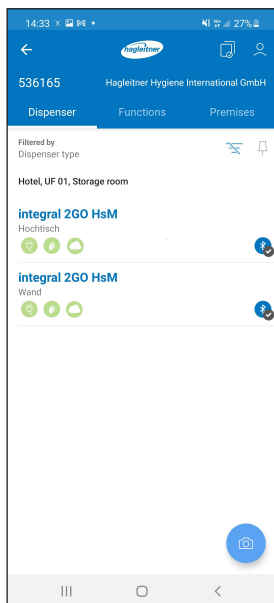 14:33
27%
hagleitner
536165
Hagleitner Hygiene International GmbH
Dispenser
Functions
Premises
Filtered by
Dispenser type
Hotel, UF 01, Storage room
integral 2GO HsM
Hochtisch
integral 2GO HsM
Wand